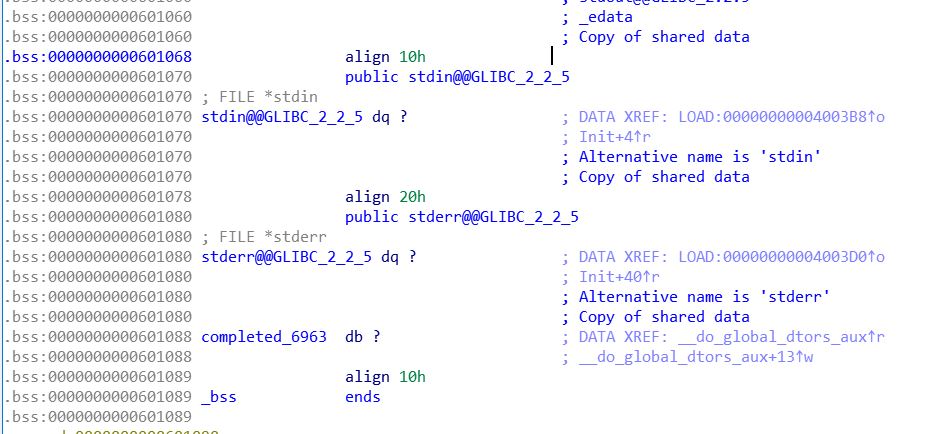 .bss:0000000000601060 ; _edata
.bss:0000000000601060 ; Copy of shared data
.bss:0000000000601068 align 10h
.bss:0000000000601070 public stdin@@GLIBC_2_2_5
.bss:0000000000601070 ; FILE *stdin
.bss:0000000000601070 stdin@@GLIBC_2_2_5 dq ? ; DATA XREF: LOAD:00000000004003B8↑o
.bss:0000000000601070 ; Init+4↑r
.bss:0000000000601070 ; Alternative name is 'stdin'
.bss:0000000000601070 ; Copy of shared data
.bss:0000000000601078 align 20h
.bss:0000000000601080 public stderr@@GLIBC_2_2_5
.bss:0000000000601080 ; FILE *stderr
.bss:0000000000601080 stderr@@GLIBC_2_2_5 dq ? ; DATA XREF: LOAD:00000000004003D0↑o
.bss:0000000000601080 ; Init+40↑r
.bss:0000000000601080 ; Alternative name is 'stderr'
.bss:0000000000601080 ; Copy of shared data
.bss:0000000000601088 completed_6963 db ? ; DATA XREF: __do_global_dtors_aux↑r
.bss:0000000000601088 ; __do_global_dtors_aux+13↑w
.bss:0000000000601089 align 10h
.bss:0000000000601089 _bss ends
.bss:0000000000601089